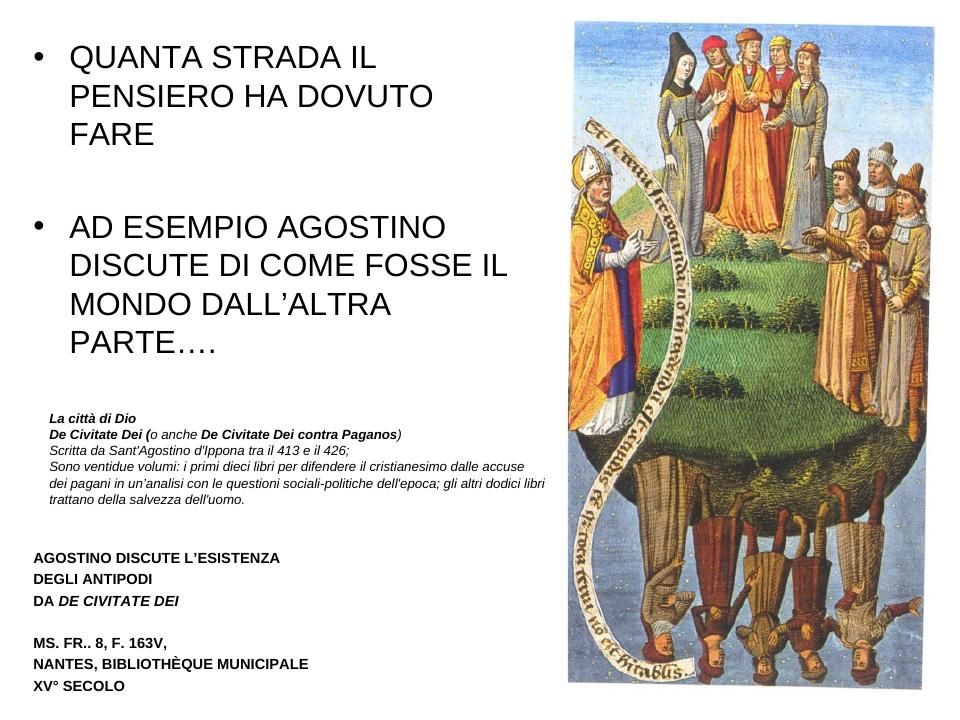 • QUANTA STRADA IL
PENSIERO HA DOVUTO
FARE
• AD ESEMPIO AGOSTINO
DISCUTE DI COME FOSSE IL
MONDO DALL’ALTRA
PARTE….
La città di Dio
De Civitate Dei (o anche De Civitate Dei contra Paganos)
Scritta da Sant'Agostino d'Ippona tra il 413 e il 426;
Sono ventidue volumi: i primi dieci libri per difendere il cristianesimo dalle accuse
dei pagani in un’analisi con le questioni sociali-politiche dell'epoca; gli altri dodici libri
trattano della salvezza dell'uomo.
AGOSTINO DISCUTE L’ESISTENZA
DEGLI ANTIPODI
DA DE CIVITATE DEI
MS. FR.. 8, F. 163V,
NANTES, BIBLIOTHÈQUE MUNICIPALE
XV° SECOLO